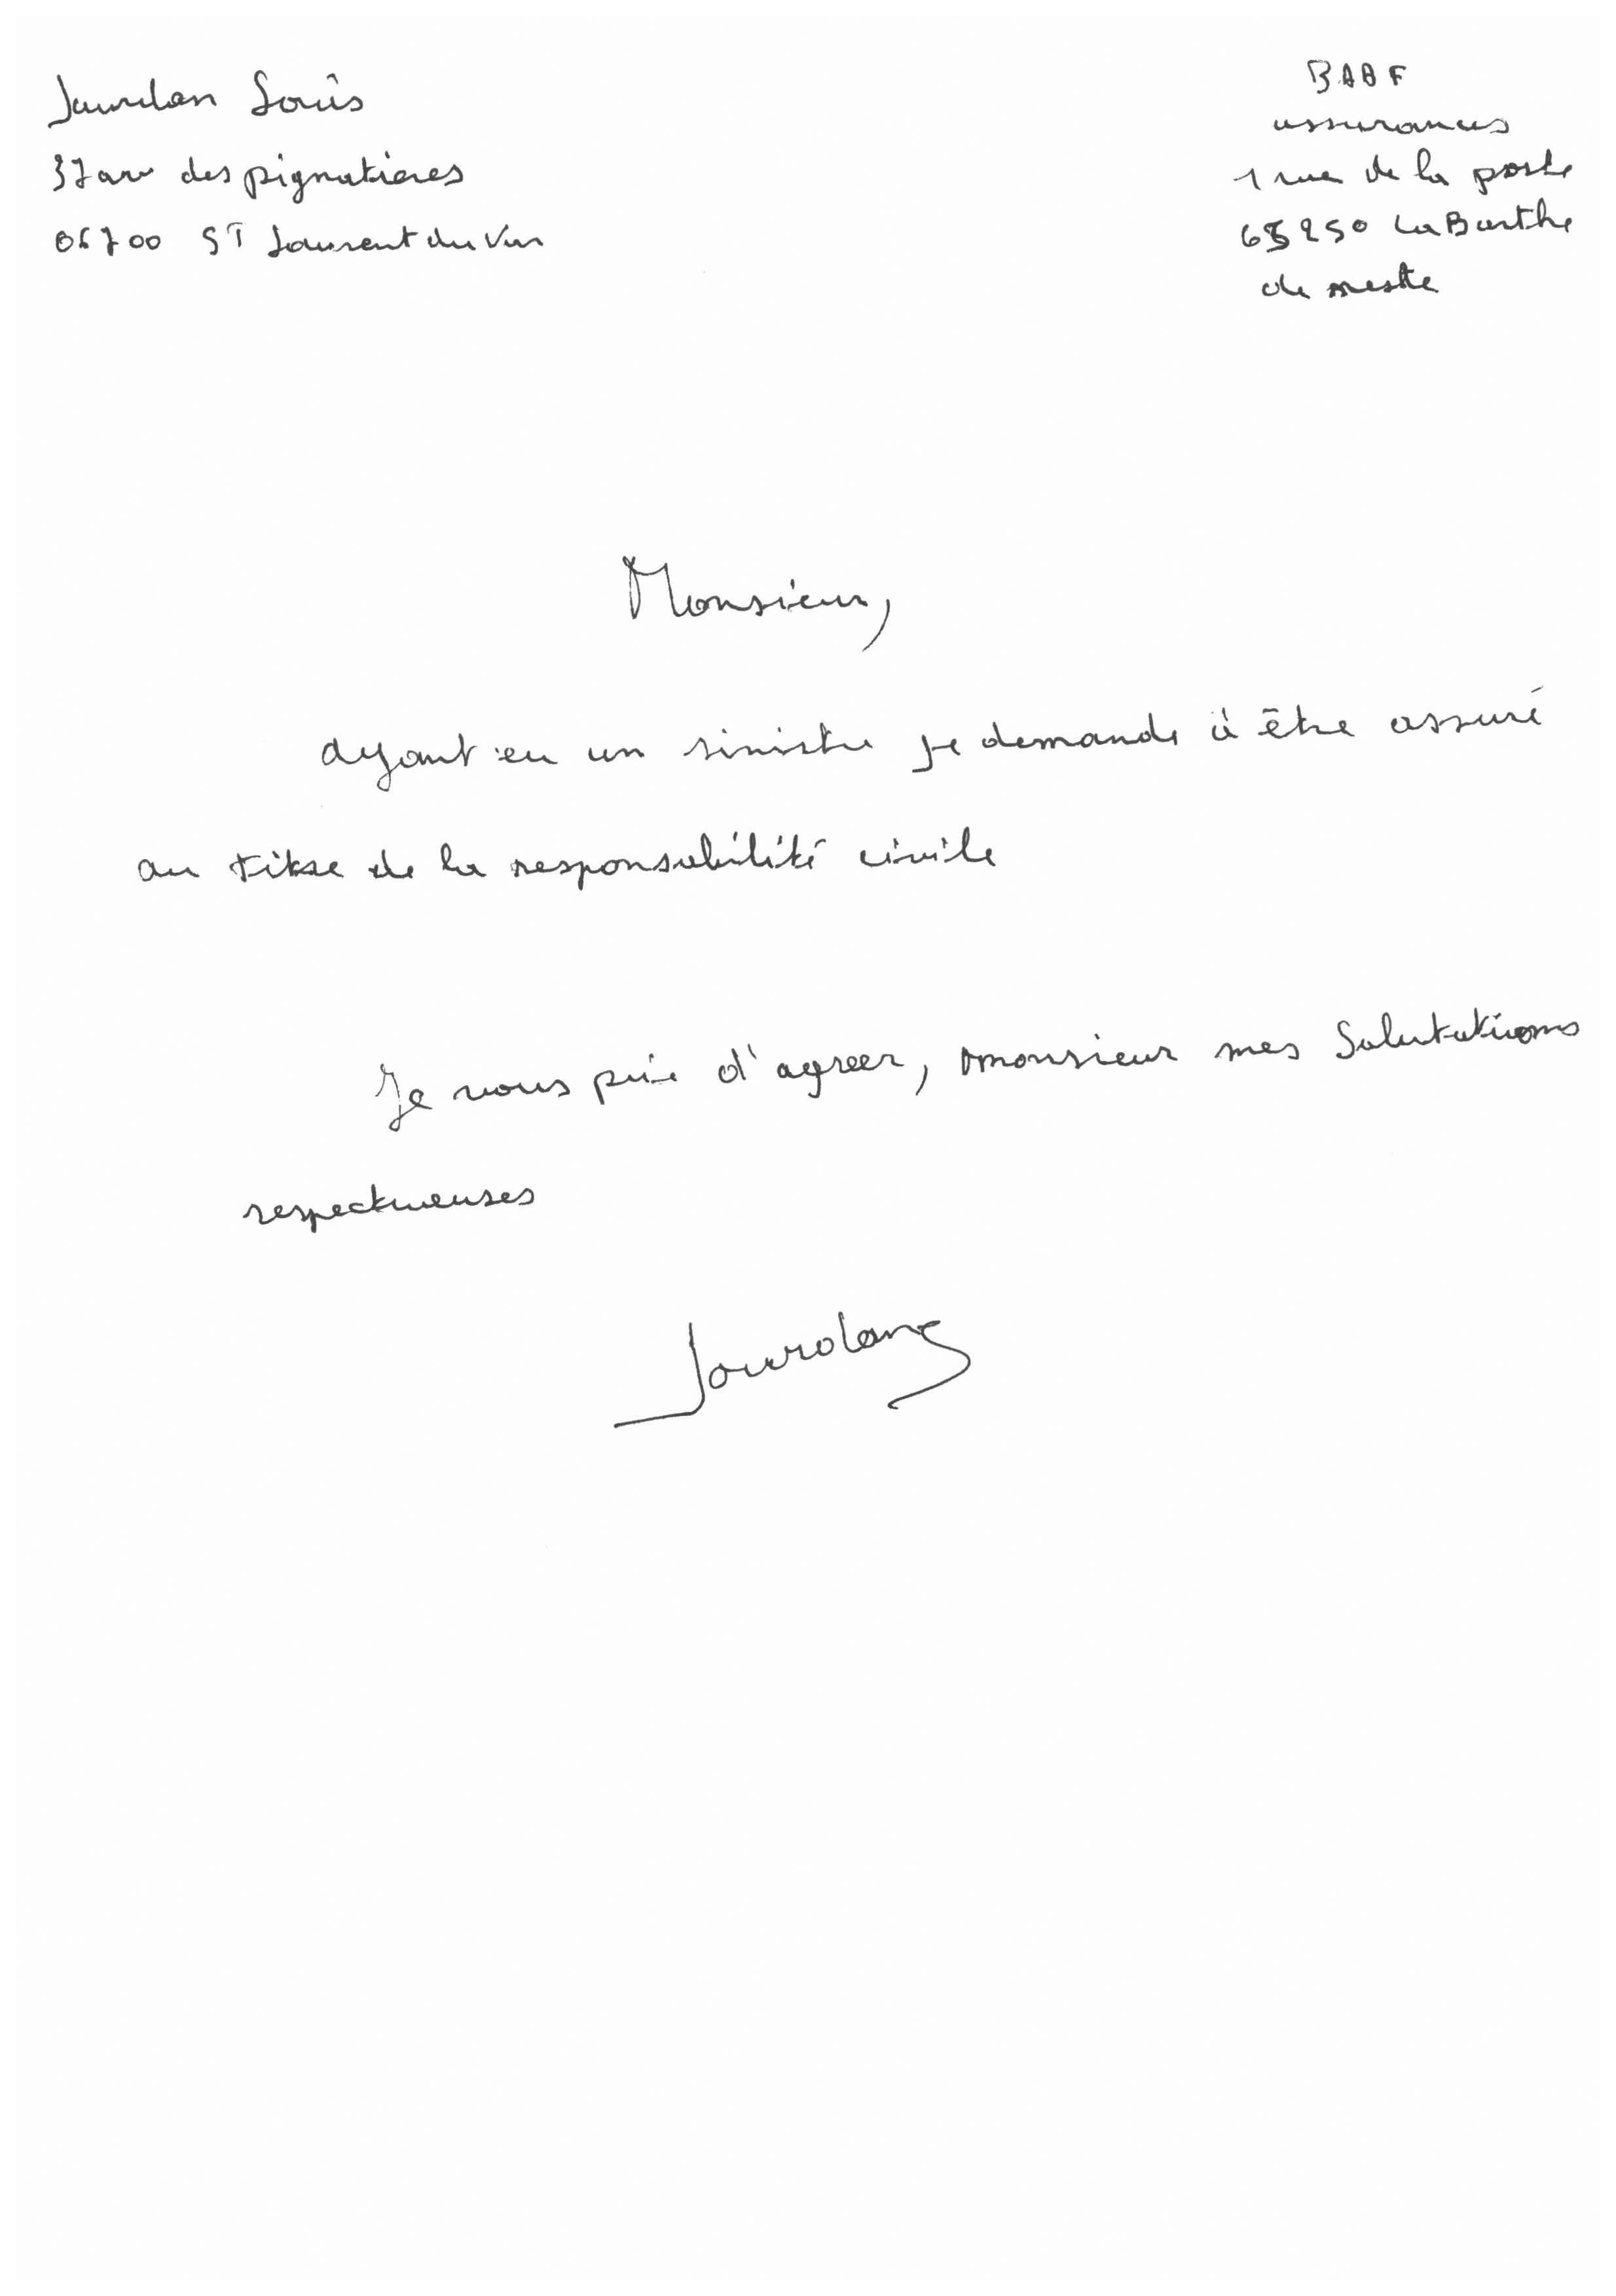 Jourdan Louis
37 av des pignatières
06700 ST Laurent du Var
BAAF
assurances
1 rue de la poste
65250 La Barthe
de neste
Monsieur,
ayant eu un sinistre je demande à être assuré
au titre de la responsabilité civile
Je vous prie d'agreer, monsieur mes Salutations
respectueuses
Jourdan